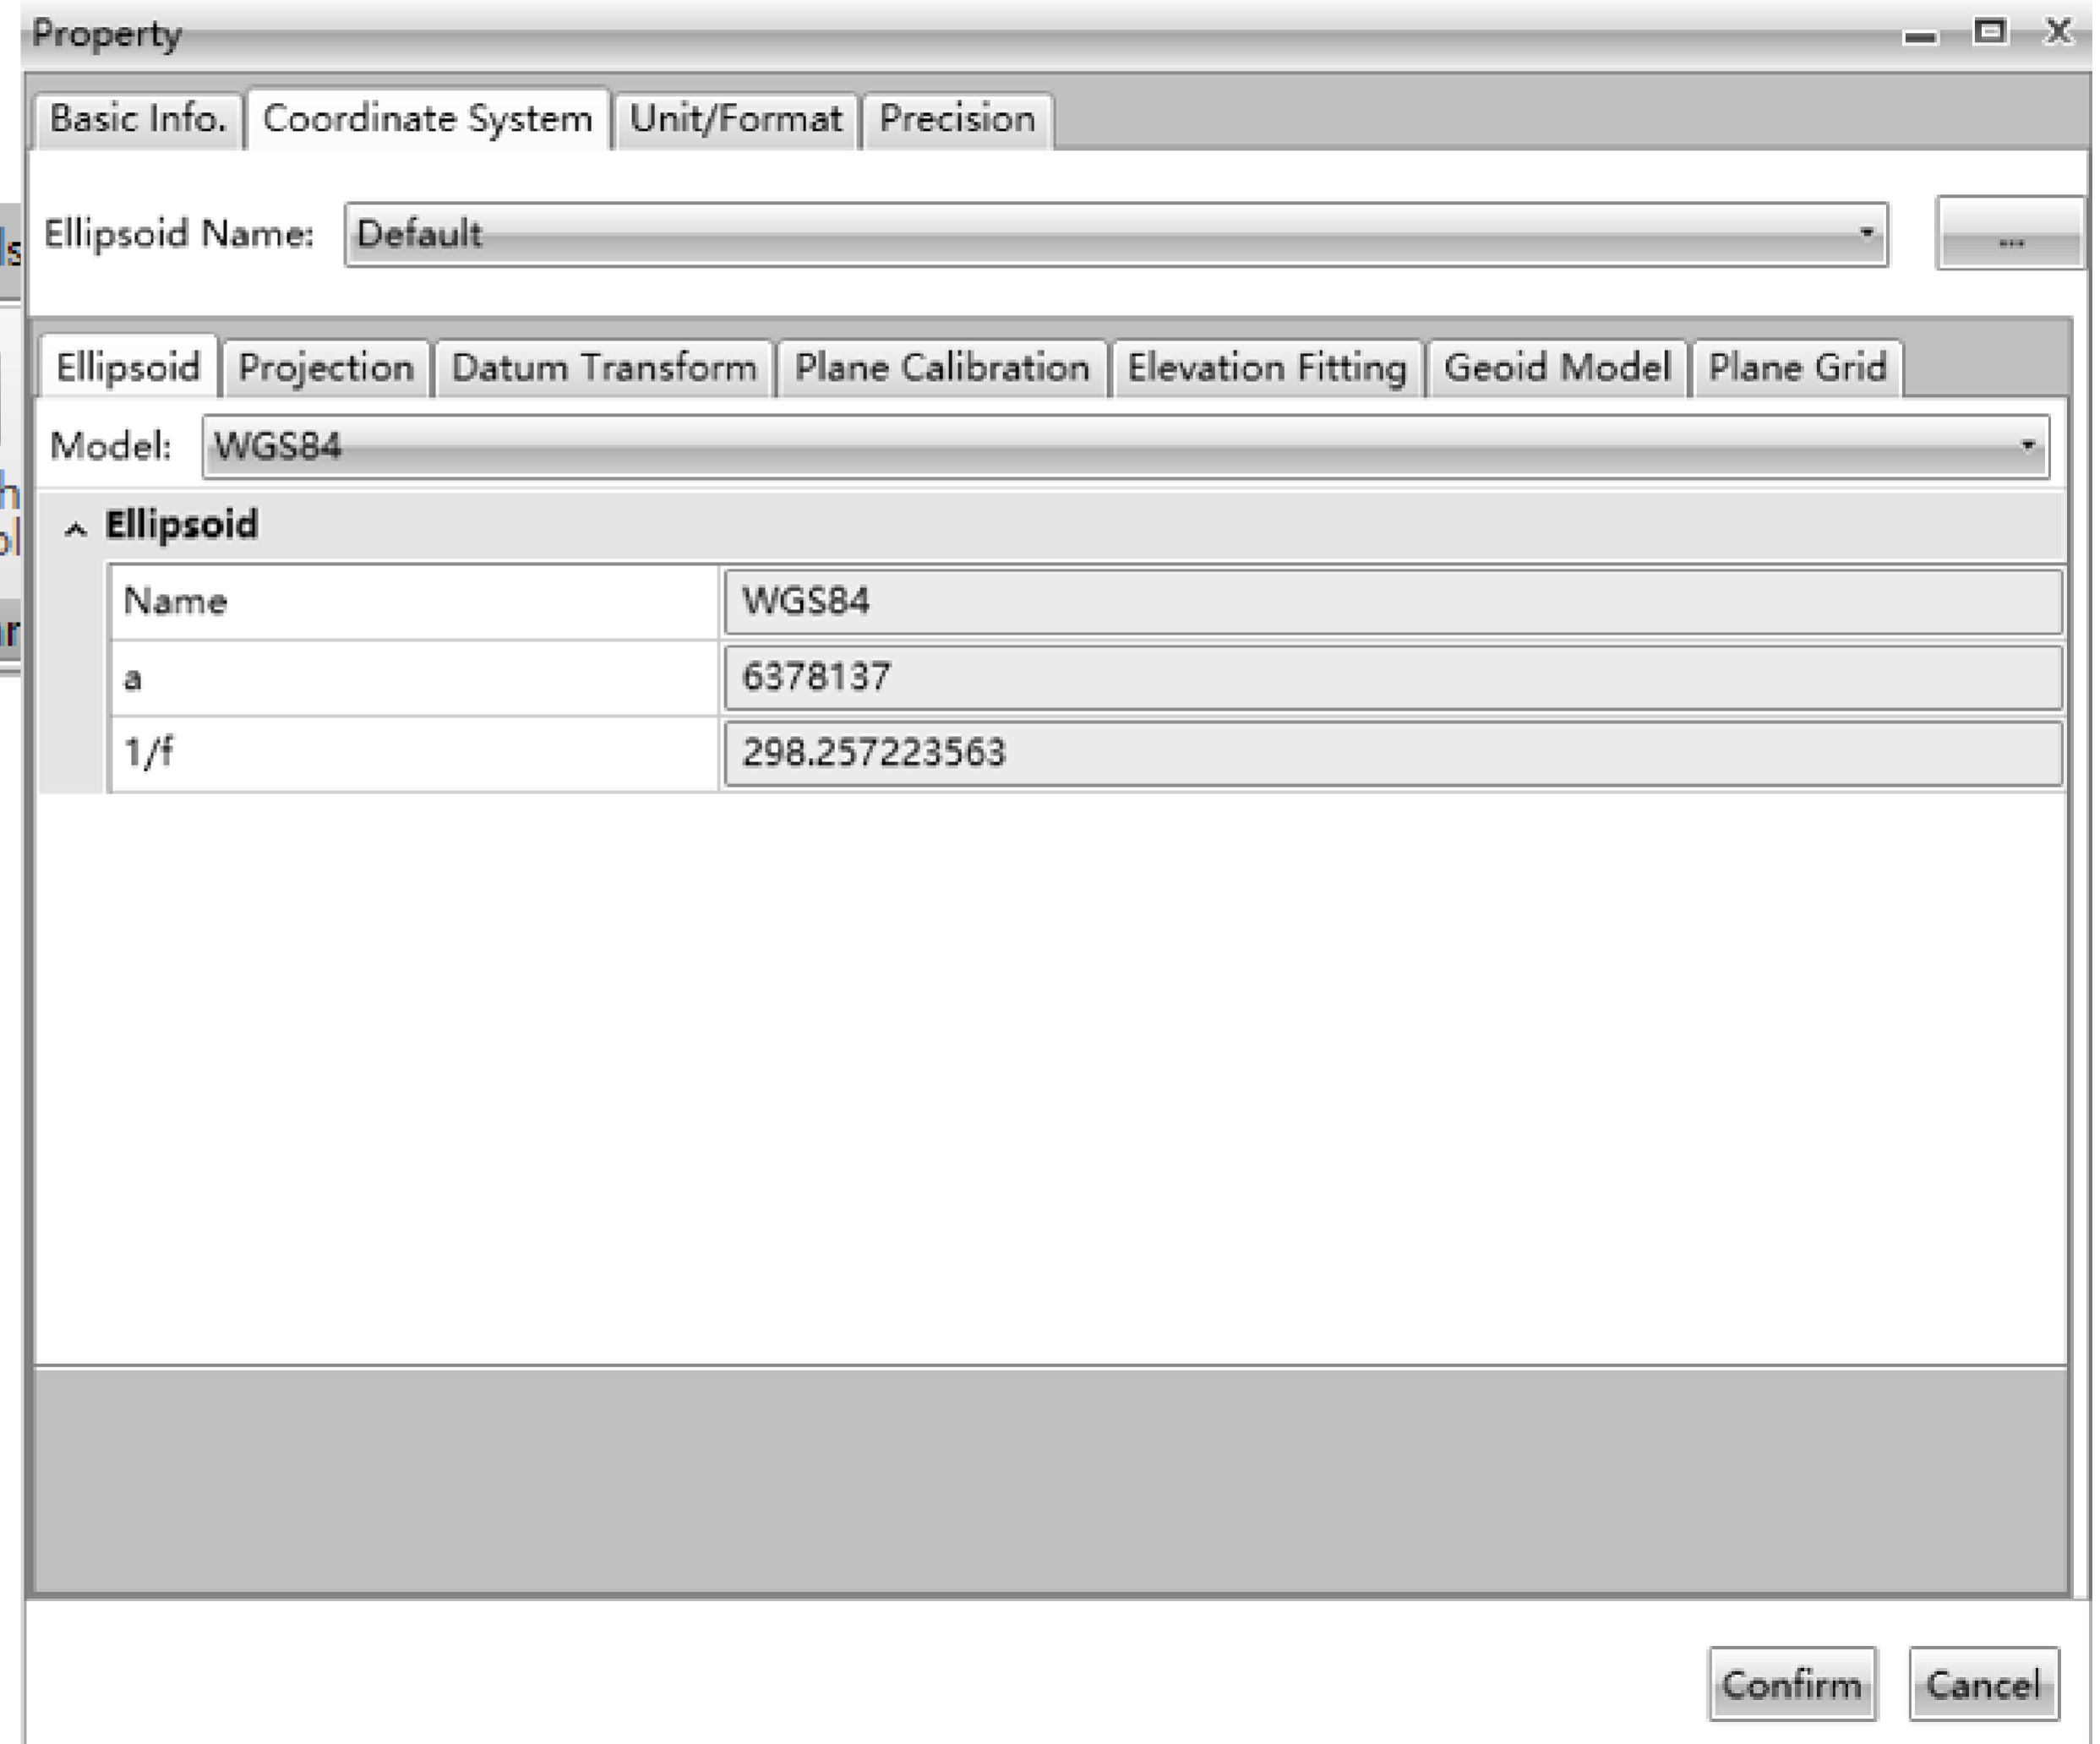 Property
Basic Info. Coordinate System Unit/Format Precision
Ellipsoid Name: Default ...
Ellipsoid Projection Datum Transform Plane Calibration Elevation Fitting Geoid Model Plane Grid
Model: WGS84
Ellipsoid
Name WGS84
a 6378137
1/f 298.257223563
Confirm Cancel